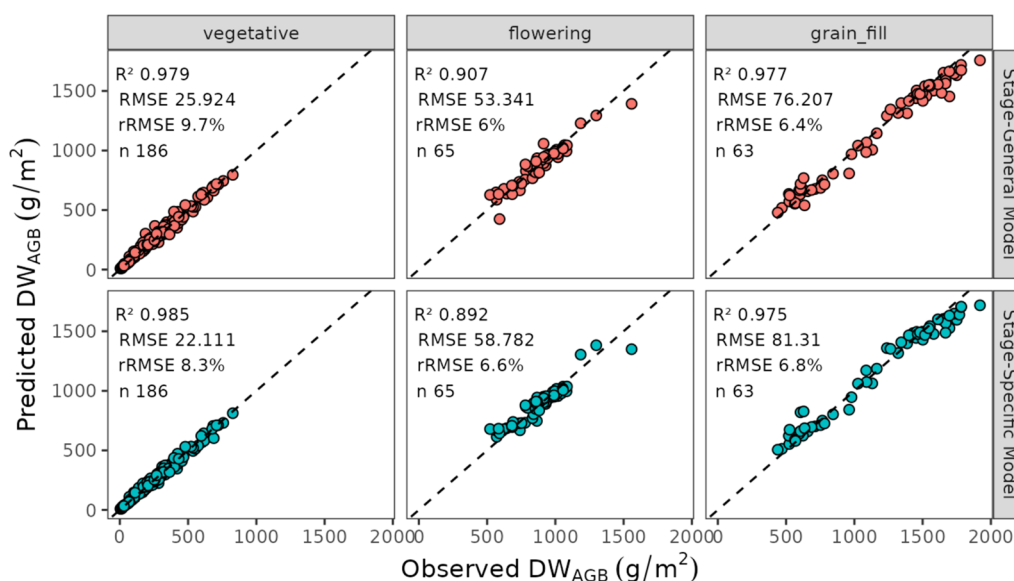 vegetative
flowering
grain_fill
R² 0.979
RMSE 25.924
rRMSE 9.7%
n 186
R² 0.907
RMSE 53.341
rRMSE 6%
n 65
R² 0.977
RMSE 76.207
rRMSE 6.4%
n 63
1500
1000
500
0
Stage-General Model
R² 0.985
RMSE 22.111
rRMSE 8.3%
n 186
R² 0.892
RMSE 58.782
rRMSE 6.6%
n 65
R² 0.975
RMSE 81.31
rRMSE 6.8%
n 63
1500
1000
500
0
Stage-Specific Model
Predicted DW_AGB (g/m²)
0 500 1000 1500 2000
0 500 1000 1500 2000
0 500 1000 1500 2000
Observed DW_AGB (g/m²)